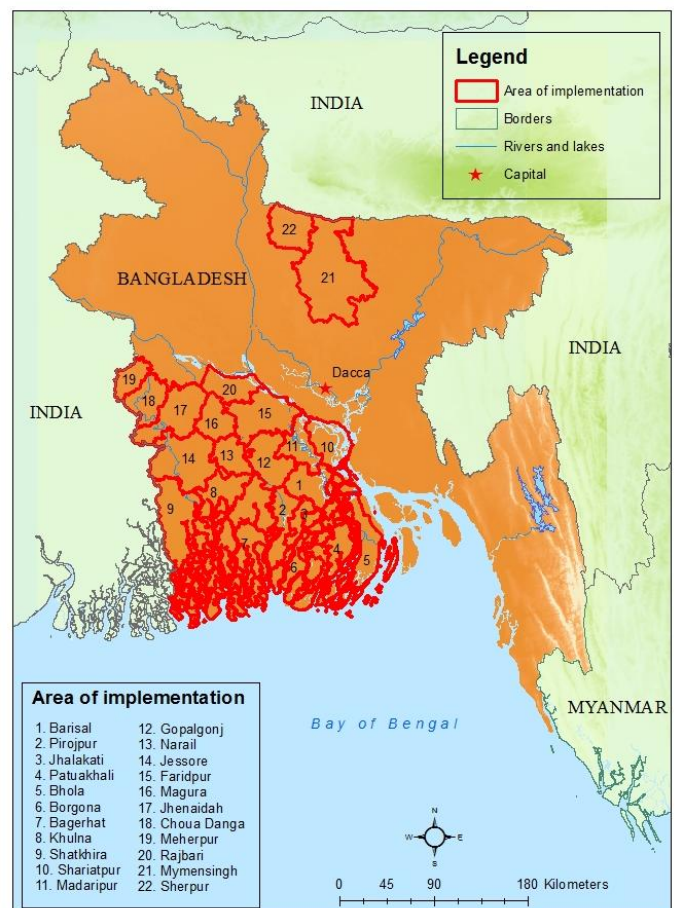 Legend
Area of implementation
Borders
Rivers and lakes
Capital
INDIA
22
BANGLADESH
21
INDIA
Dacca
19
20
18
17
15
INDIA
16
11
10
13
14
12
8
1
9
2
3
7
4
5
6
MYANMAR
Bay of Bengal
Area of implementation
1. Barisal
2. Pirojpur
3. Jhalakati
4. Patuakhali
5. Bhola
6. Borgona
7. Bagerhat
8. Khulna
9. Shatkhira
10. Shariatpur
11. Madaripur
12. Gopalgonj
13. Narail
14. Jessore
15. Faridpur
16. Magura
17. Jhenaidah
18. Choua Danga
19. Meherpur
20. Rajbari
21. Mymensingh
22. Sherpur
N
W E
S
0 45 90 180 Kilometers